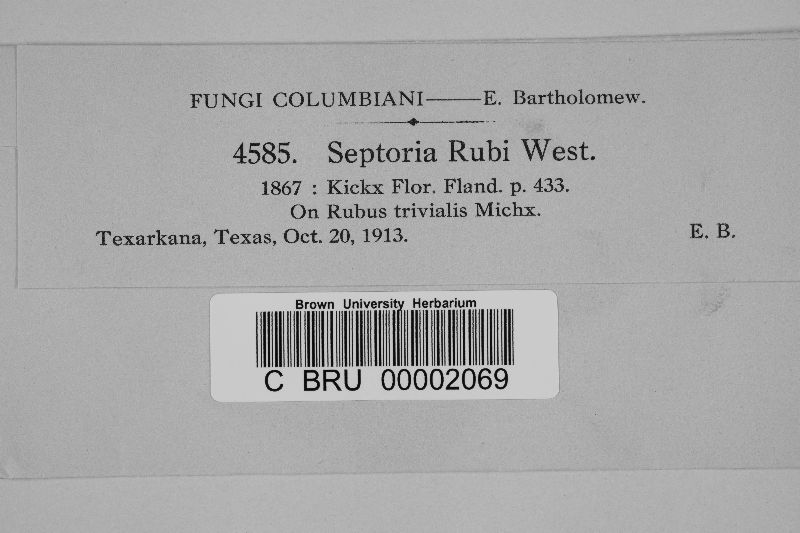 FUNGI COLUMBIANI——E. Bartholomew.
4585. Septoria Rubi West.
1867 : Kickx Flor. Fland. p. 433.
On Rubus trivialis Michx.
Texarkana, Texas, Oct. 20, 1913. E. B.
Brown University Herbarium
C BRU 00002069